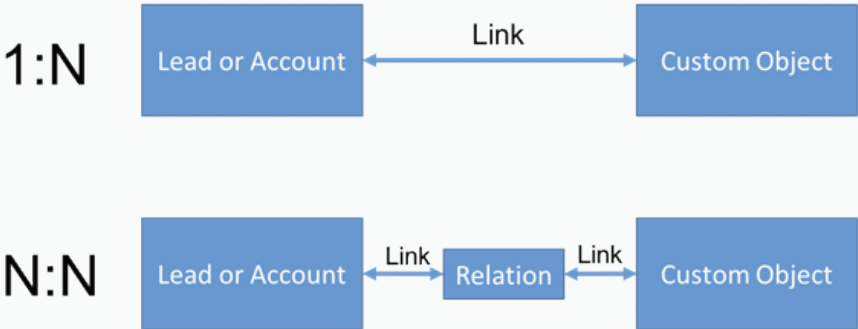 1:N
Lead or Account
Link
Custom Object
N:N
Lead or Account
Link
Relation
Link
Custom Object